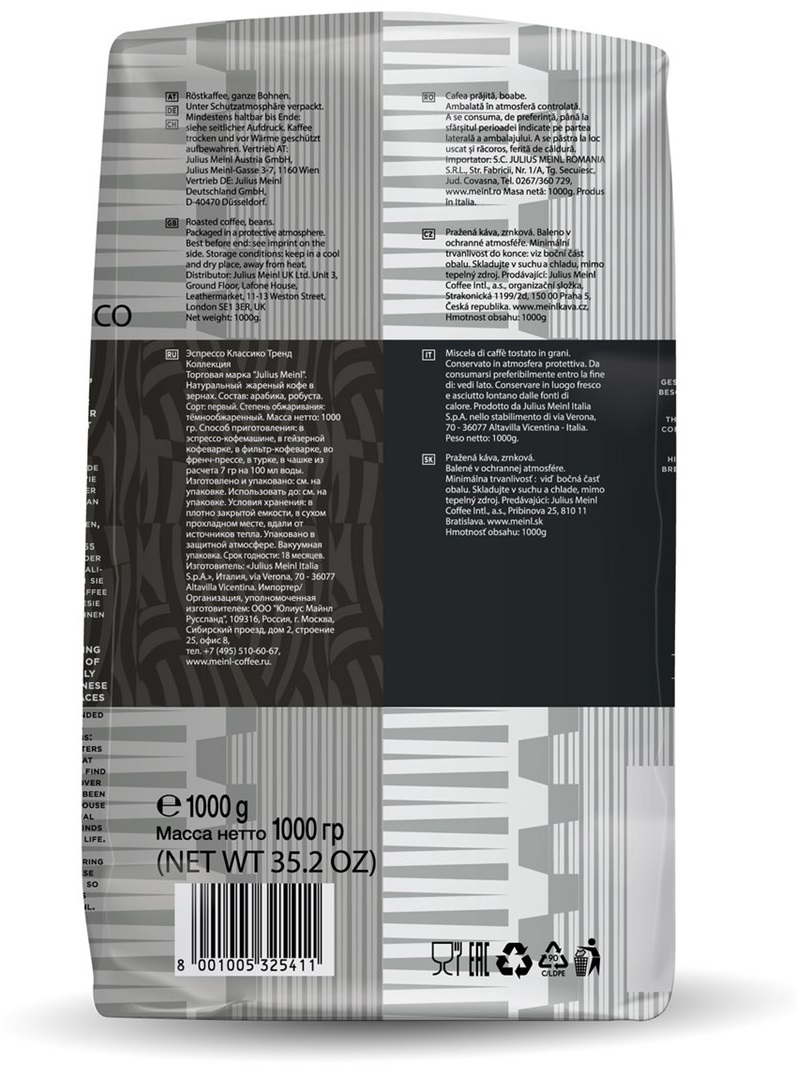 AT
DE
CH
Röstkaffee, ganze Bohnen.
Unter Schutzatmosphäre verpackt.
Mindestens haltbar bis Ende:
siehe seitlicher Aufdruck. Kaffee
trocken und vor Wärme geschützt
aufbewahren. Vertrieb AT:
Julius Meinl Austria GmbH,
Julius Meinl-Gasse 3-7, 1160 Wien
Vertrieb DE: Julius Meinl
Deutschland GmbH,
D-40470 Düsseldorf.
GB
Roasted coffee, beans.
Packaged in a protective atmosphere.
Best before end: see imprint on the
side. Storage conditions: keep in a cool
and dry place, away from heat.
Distributor: Julius Meinl UK Ltd. Unit 3,
Ground Floor, Lafone House,
Leathermarket, 11-13 Weston Street,
London SE1 3ER, UK
Net weight: 1000g.
RO
Cafea prăjită, boabe.
Ambalată în atmosferă controlată.
A se consuma, de preferință, până la
sfârșitul perioadei indicate pe partea
laterală a ambalajului. A se păstra la loc
uscat și răcoros, ferită de căldură.
Importator: S.C. JULIUS MEINL ROMANIA
S.R.L., Str. Fabricii, Nr. 1/A, Tg. Secuiesc,
Jud. Covasna, Tel. 0267/360 729,
www.meinl.ro Masa netă: 1000g. Produs
în Italia.
CZ
Pražená káva, zrnková. Baleno v
ochranné atmosféře. Minimální
trvanlivost do konce: viz boční část
obalu. Skladujte v suchu a chladu, mimo
tepelný zdroj. Prodávající: Julius Meinl
Coffee Intl., a.s., organizační složka,
Strakonická 1199/2d, 150 00 Praha 5,
Česká republika. www.meinlkava.cz,
Hmotnost obsahu: 1000g
CO
RU
Эспрессо Классико Тренд
Коллекция
Торговая марка "Julius Meinl".
Натуральный жареный кофе в
зернах. Состав: арабика, робуста.
Сорт: первый. Степень обжаривания:
тёмнообжаренный. Масса нетто: 1000
гр. Способ приготовления: в
эспрессо-кофемашине, в гейзерной
кофеварке, в фильтр-кофеварке, во
френч-прессе, в турке, в чашке из
расчета 7 гр на 100 мл воды.
Изготовлено и упаковано: см. на
упаковке. Использовать до: см. на
упаковке. Условия хранения: в
плотно закрытой емкости, в сухом
прохладном месте, вдали от
источников тепла. Упаковано в
защитной атмосфере. Вакуумная
упаковка. Срок годности: 18 месяцев.
Изготовитель: «Julius Meinl Italia
S.p.A.», Италия, via Verona, 70 - 36077
Altavilla Vicentina. Импортер/
Организация, уполномоченная
изготовителем: ООО "Юлиус Майнл
Руссланд", 109316, Россия, г. Москва,
Сибирский проезд, дом 2, строение
25, офис 8,
тел. +7 (495) 510-60-67,
www.meinl-coffee.ru.
IT
Miscela di caffè tostato in grani.
Conservato in atmosfera protettiva. Da
consumarsi preferibilmente entro la fine
di: vedi lato. Conservare in luogo fresco
e asciutto lontano dalle fonti di
calore. Prodotto da Julius Meinl Italia
S.p.A. nello stabilimento di via Verona,
70 - 36077 Altavilla Vicentina - Italia.
Peso netto: 1000g.
SK
Pražená káva, zrnková.
Balené v ochrannej atmosfére.
Minimálna trvanlivosť : viď bočná časť
obalu. Skladujte v suchu a chlade, mimo
tepelný zdroj. Predávajúci: Julius Meinl
Coffee Intl., a.s., Pribinova 25, 810 11
Bratislava. www.meinl.sk
Hmotnosť obsahu: 1000g
℮ 1000 g
Масса нетто 1000 гр
(NET WT 35.2 OZ)
8 001005 325411
EAC
90
C/LDPE